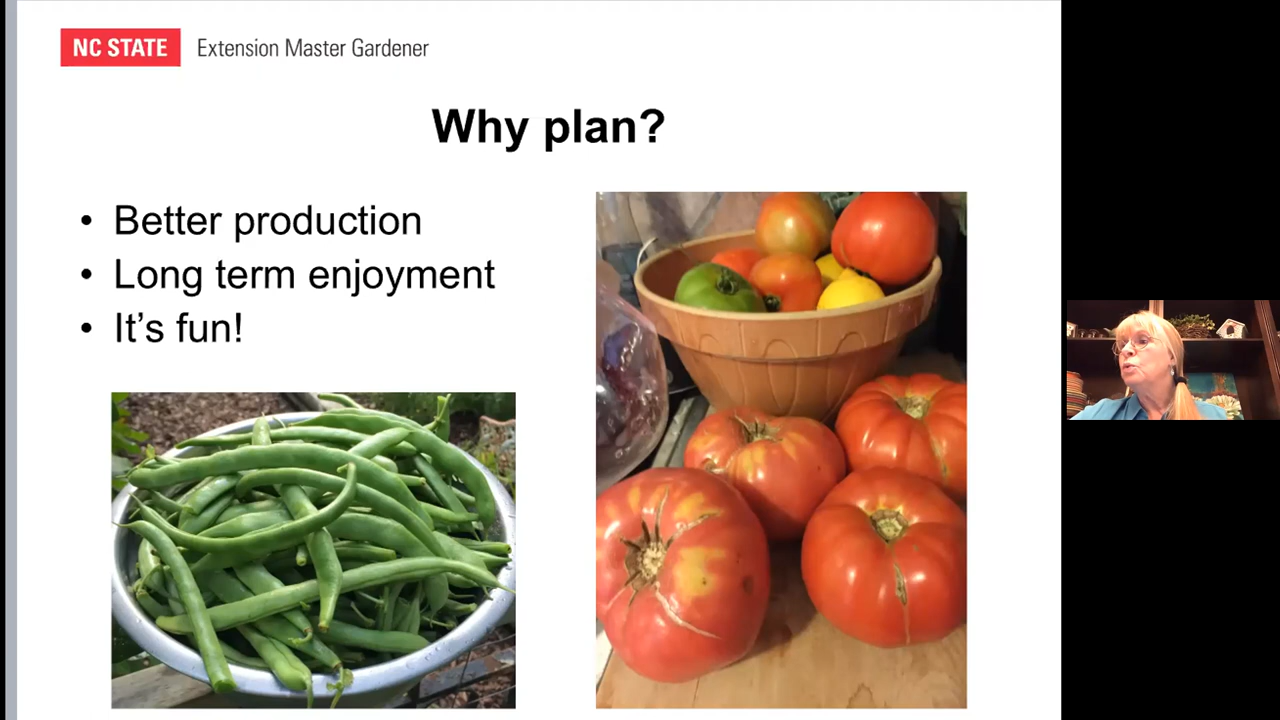 NC STATE Extension Master Gardener
Why plan?
• Better production
• Long term enjoyment
• It’s fun!